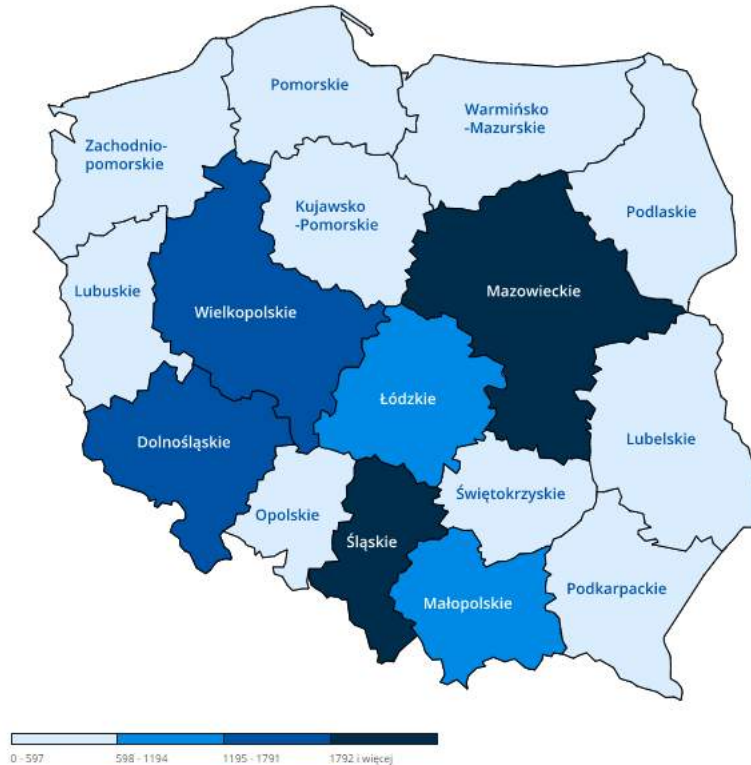 Pomorskie
Warmińsko
-Mazurskie
Zachodnio-
pomorskie
Kujawsko
-Pomorskie
Podlaskie
Lubuskie
Mazowieckie
Wielkopolskie
Łódzkie
Dolnośląskie
Lubelskie
Świętokrzyskie
Opolskie
Śląskie
Podkarpackie
Małopolskie
0 - 597
598 - 1194
1195 - 1791
1792 i więcej